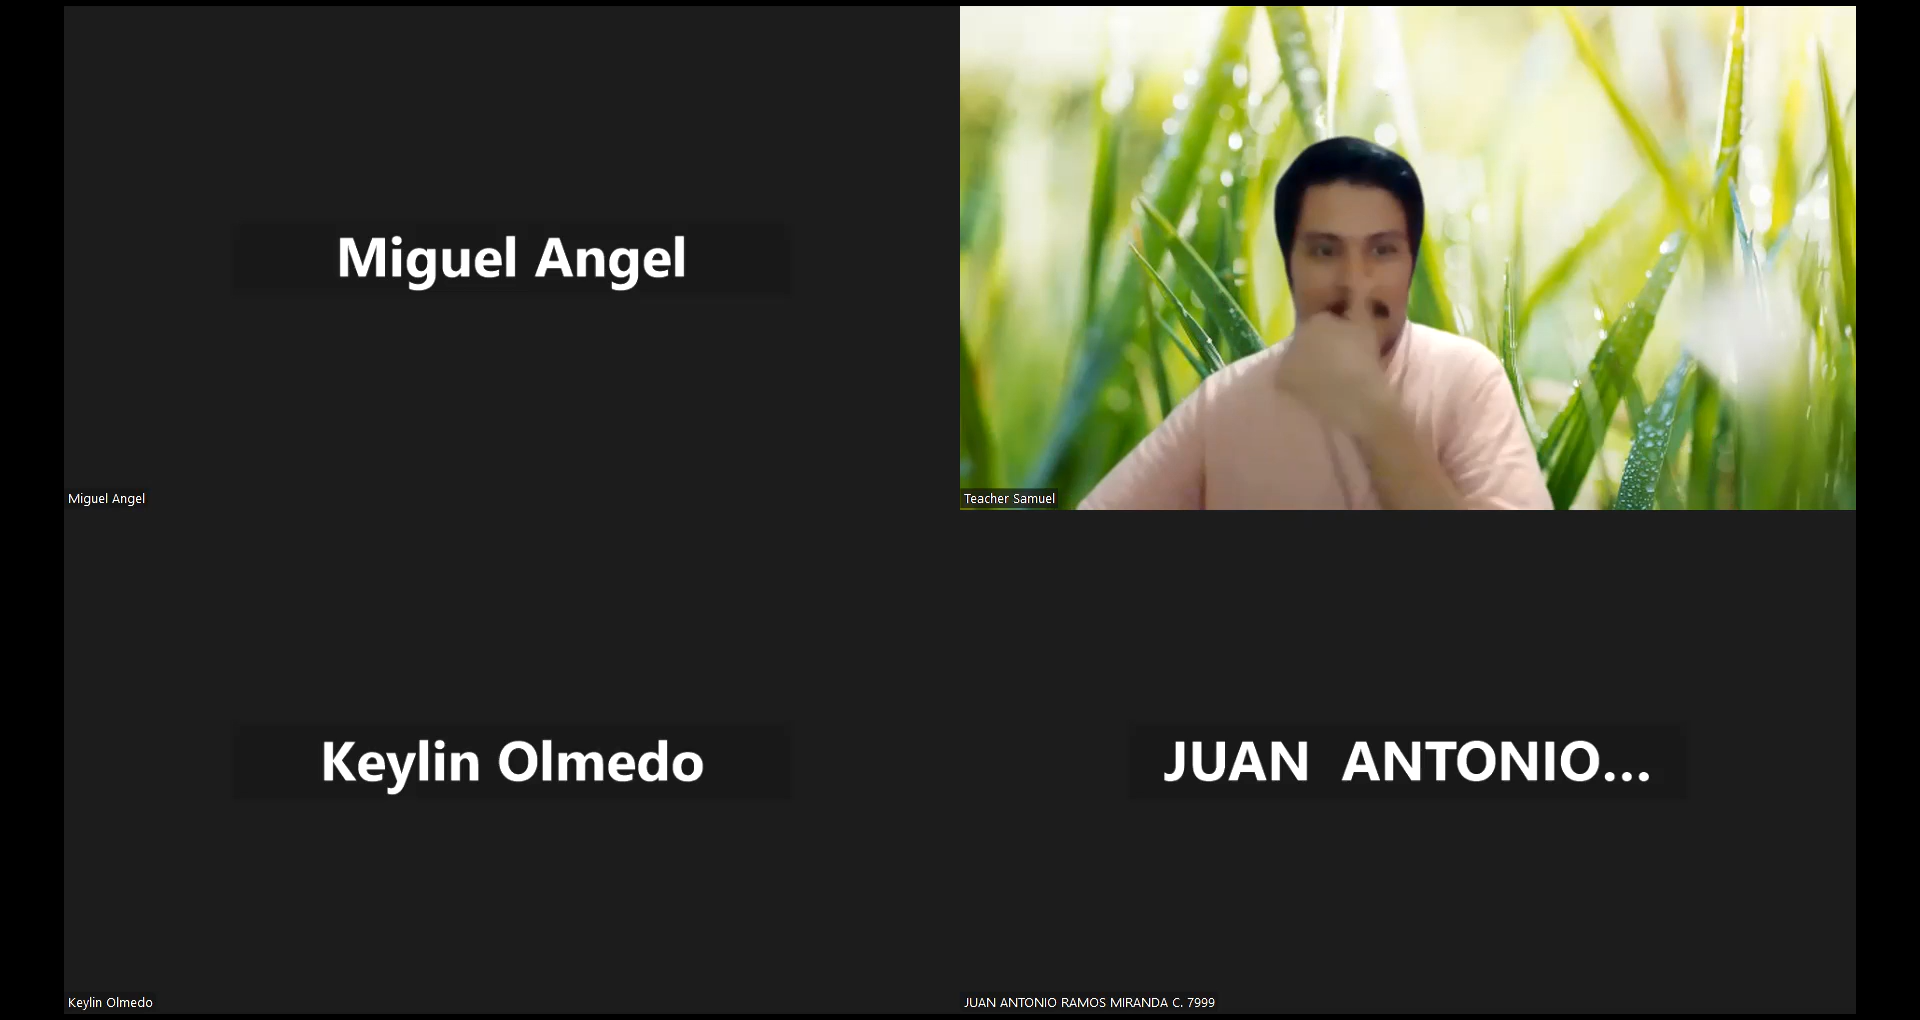 Miguel Angel
Miguel Angel
Teacher Samuel
Keylin Olmedo
JUAN  ANTONIO...
Keylin Olmedo
JUAN ANTONIO RAMOS MIRANDA C. 7999